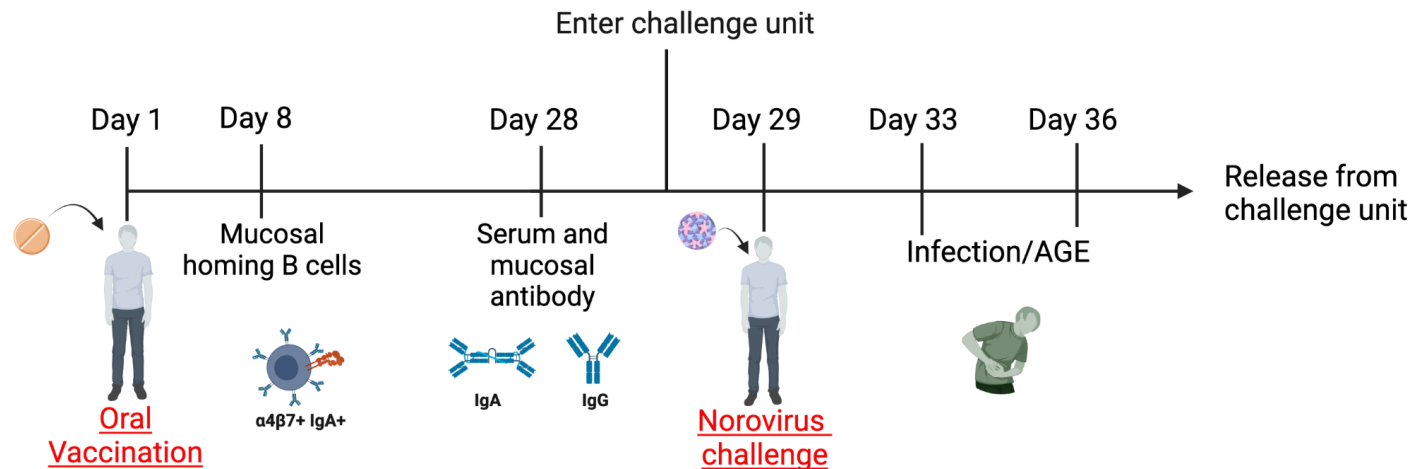 Enter challenge unit
Day 1
Day 8
Day 28
Day 29
Day 33
Day 36
Release from
challenge unit
Mucosal
homing B cells
Serum and
mucosal
antibody
Infection/AGE
α4β7+ IgA+
IgA
IgG
Oral
Vaccination
Norovirus
challenge